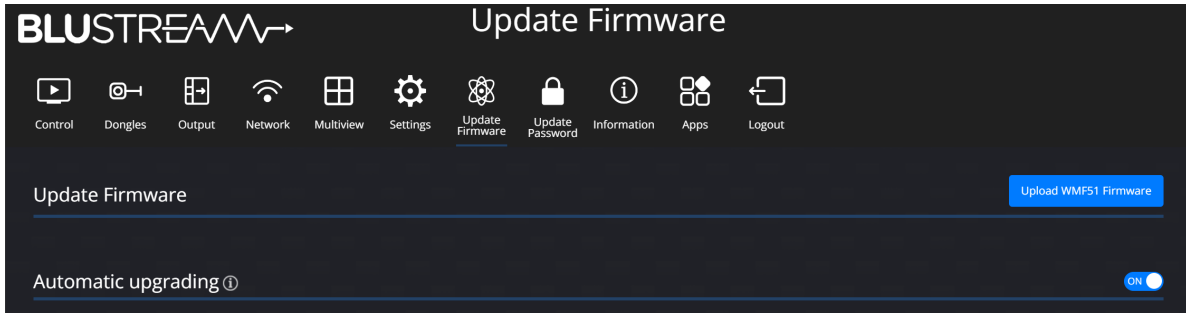 BLUSTREAM
Update Firmware
Control
Dongles
Output
Network
Multiview
Settings
Update
Firmware
Update
Password
Information
Apps
Logout
Update Firmware
Upload WMF51 Firmware
Automatic upgrading
ON